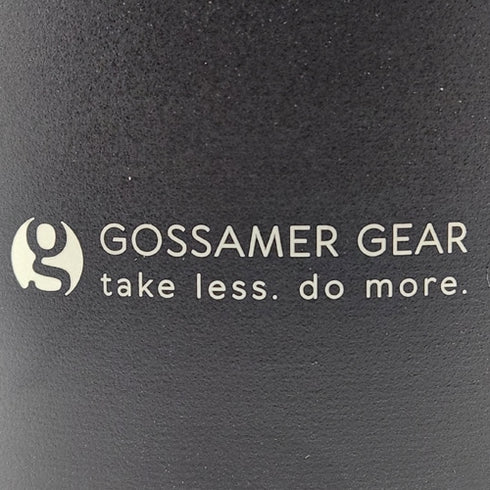 g GOSSAMER GEAR
take less. do more.